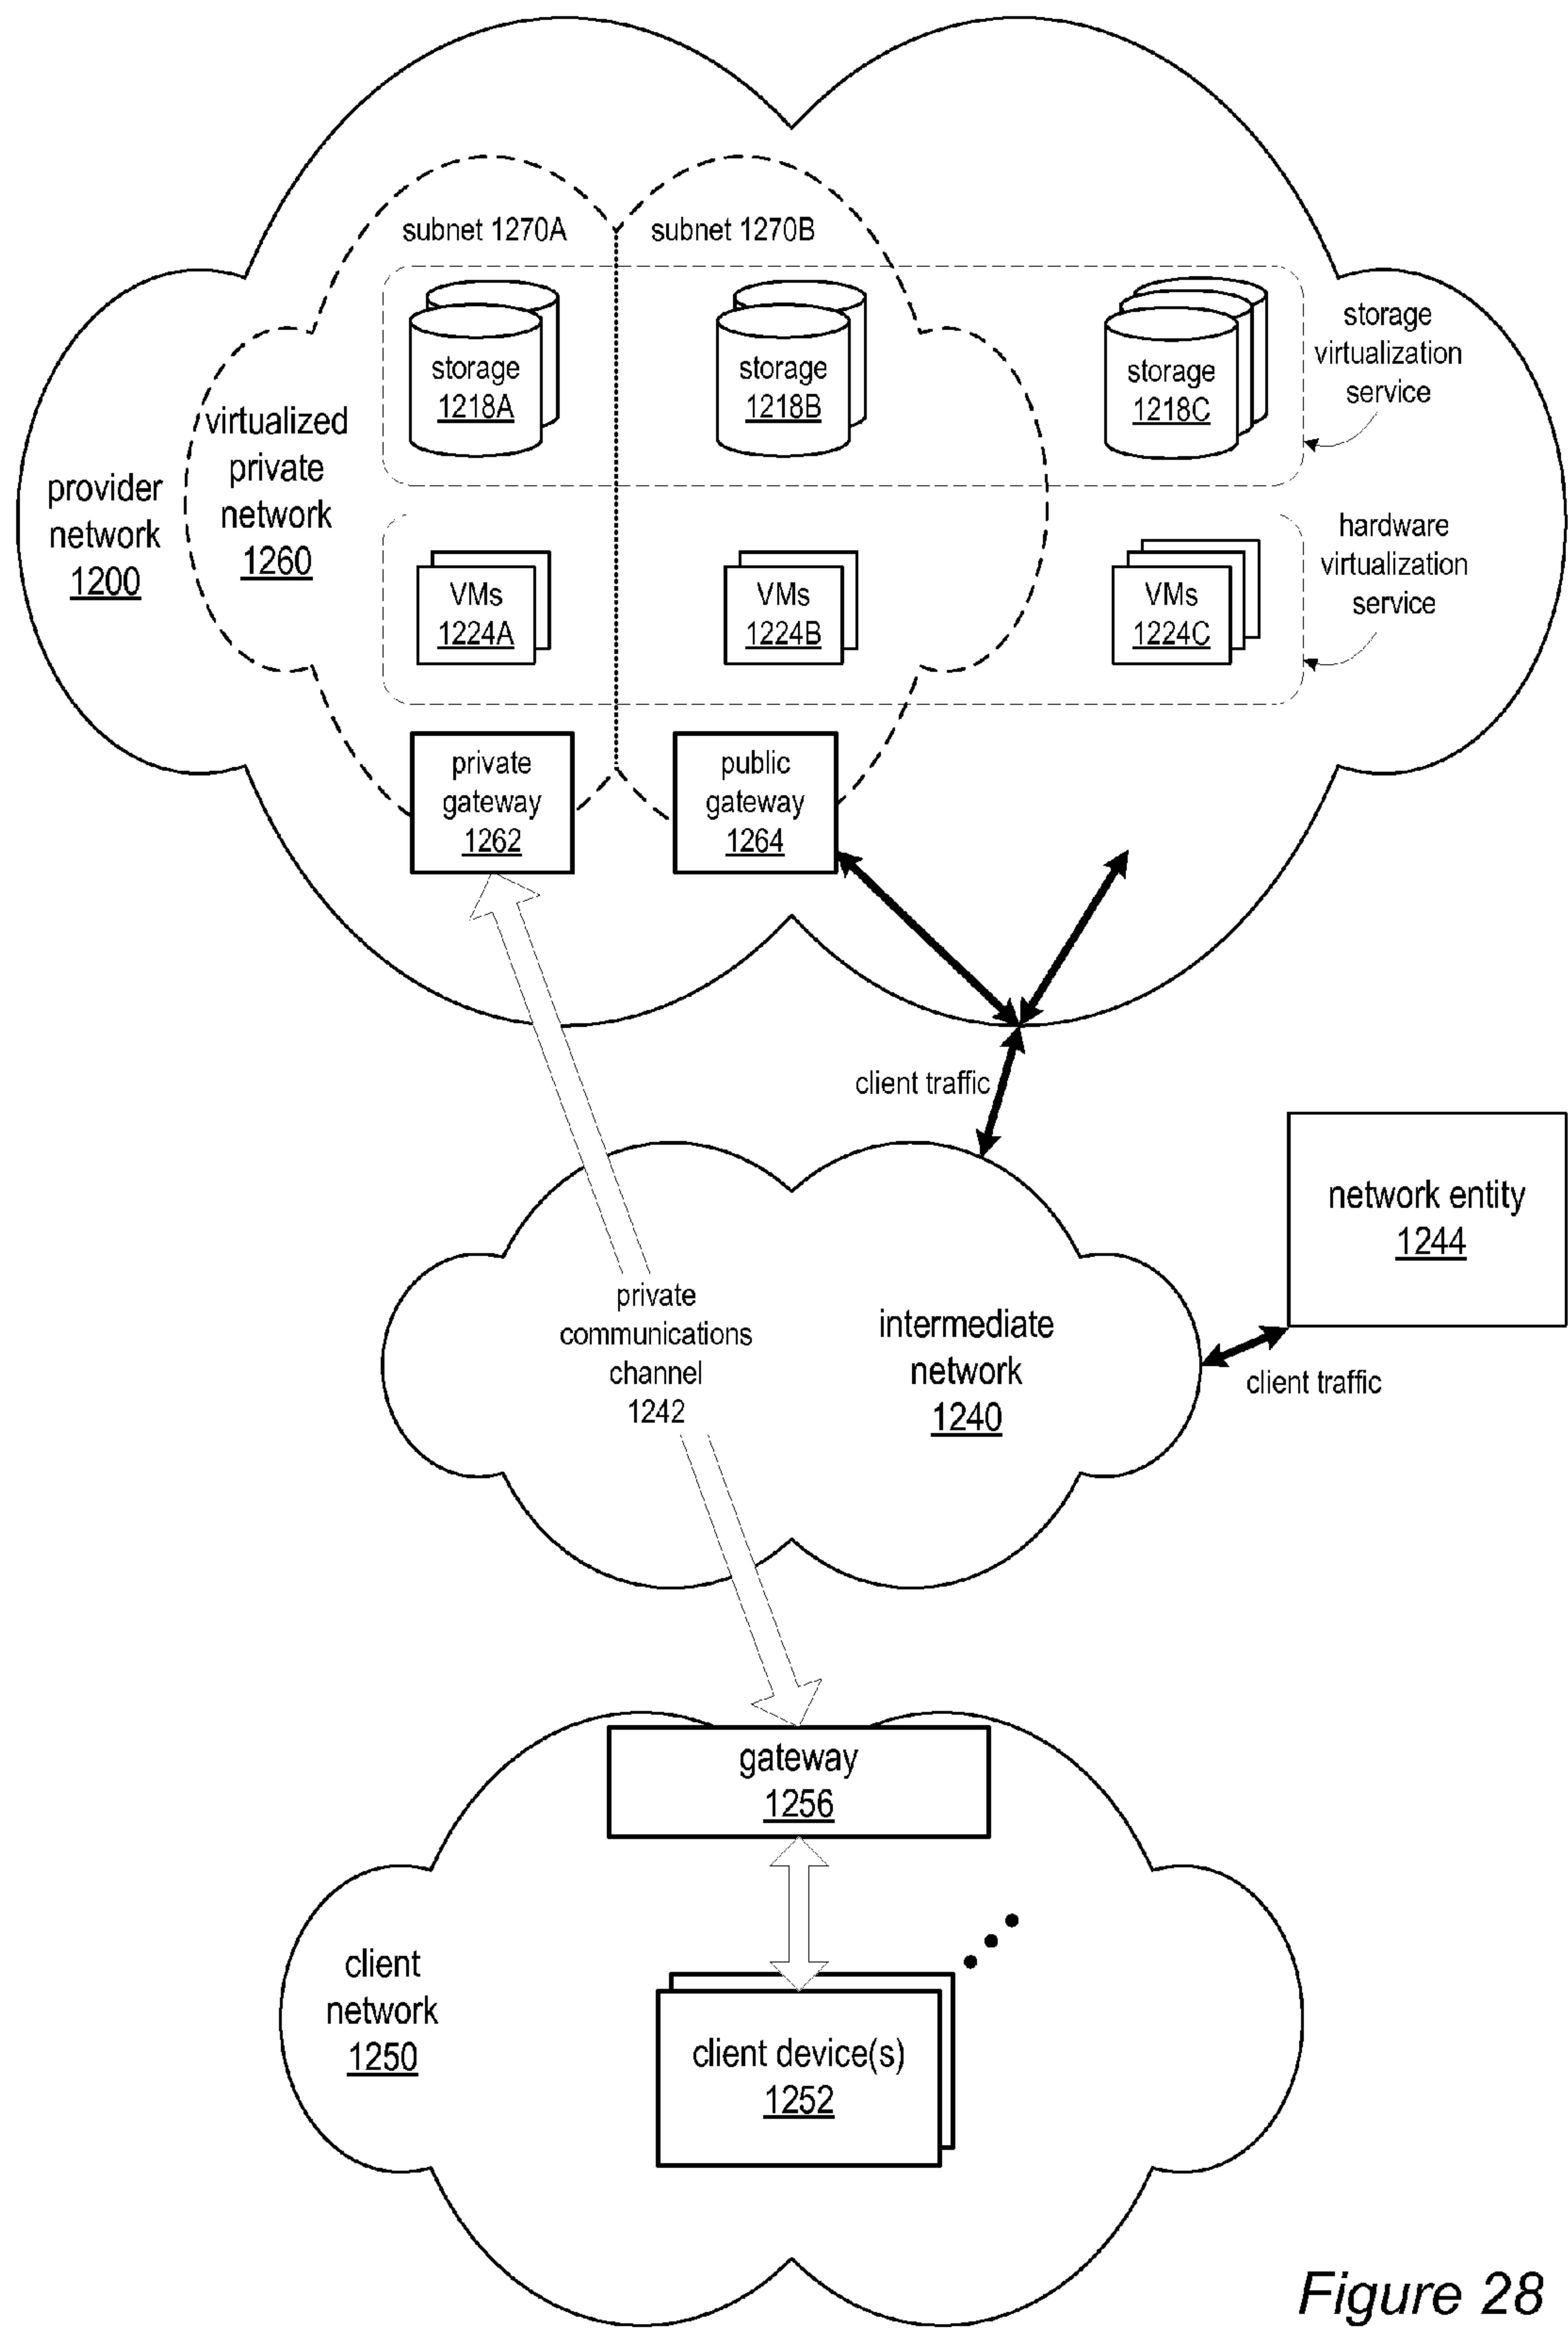 subnet 1270A
subnet 1270B
storage
1218A
storage
1218B
storage
1218C
storage
virtualization
service
provider
network
1200
virtualized
private
network
1260
VMs
1224A
VMs
1224B
VMs
1224C
hardware
virtualization
service
private
gateway
1262
public
gateway
1264
client traffic
network entity
1244
client traffic
private
communications
channel
1242
intermediate
network
1240
gateway
1256
client
network
1250
client device(s)
1252
Figure 28